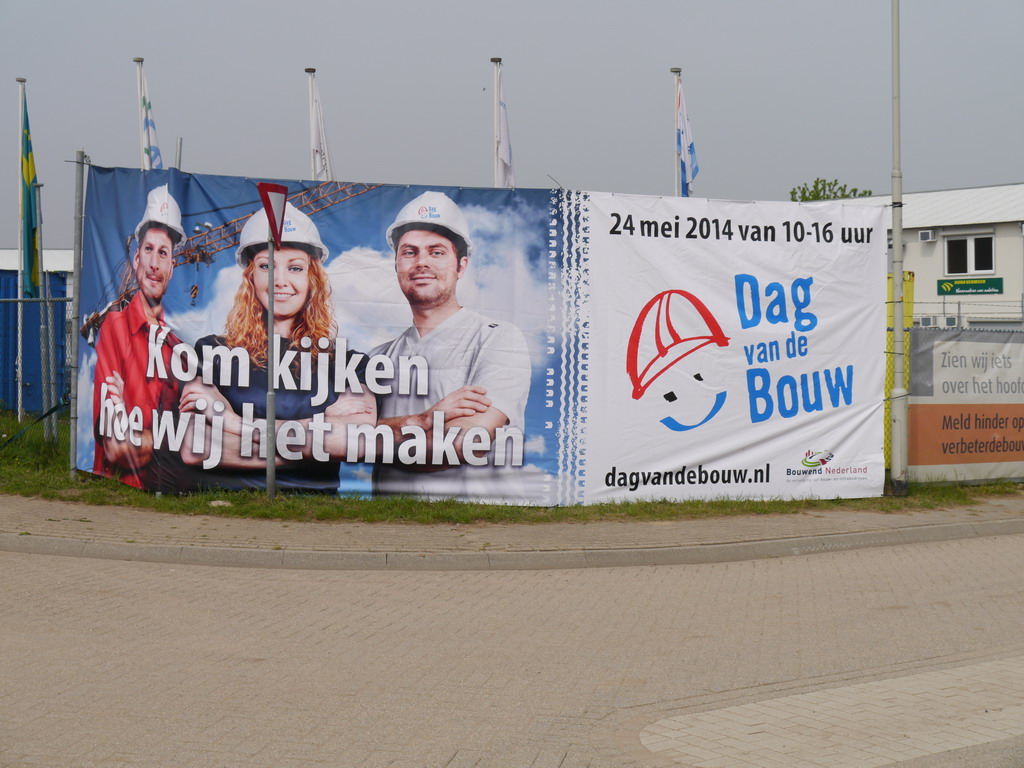 Kom kijken
hoe wij het maken
24 mei 2014 van 10-16 uur
Dag
van de
Bouw
dagvandebouw.nl
Bouwend Nederland
Zien wij iets
over het hoofd
Meld hinder op
verbeterdebouw